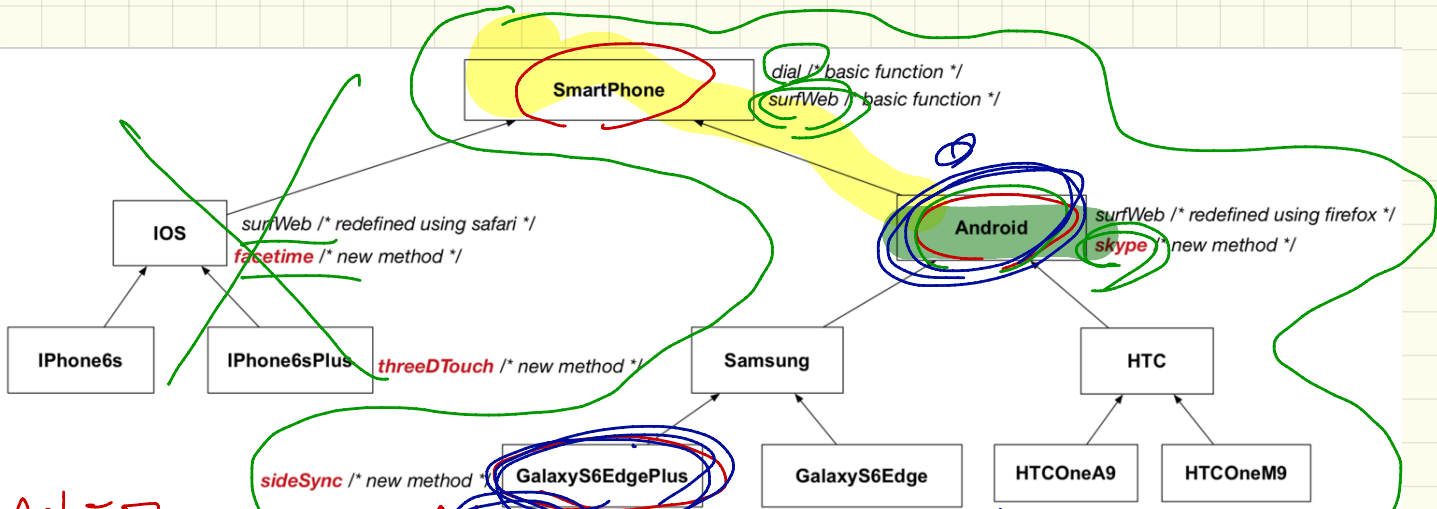 SmartPhone
dial /* basic function */
surfWeb /* basic function */
IOS
surfWeb /* redefined using safari */
facetime /* new method */
Android
surfWeb /* redefined using firefox */
skype /* new method */
IPhone6s
IPhone6sPlus
threeDTouch /* new method */
Samsung
HTC
sideSync /* new method */
GalaxyS6EdgePlus
GalaxyS6Edge
HTCOneA9
HTCOneM9